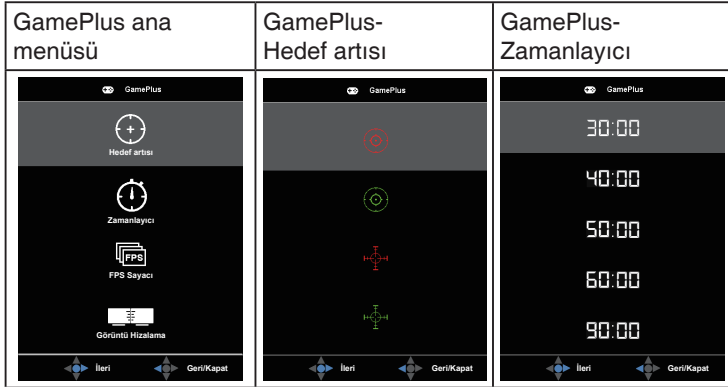 GamePlus ana
menüsü
GamePlus-
Hedef artısı
GamePlus-
Zamanlayıcı
GamePlus
Hedef artısı
Zamanlayıcı
FPS
FPS Sayacı
Görüntü Hizalama
İleri
Geri/Kapat
GamePlus
İleri
Geri/Kapat
GamePlus
30:00
40:00
50:00
60:00
90:00
İleri
Geri/Kapat